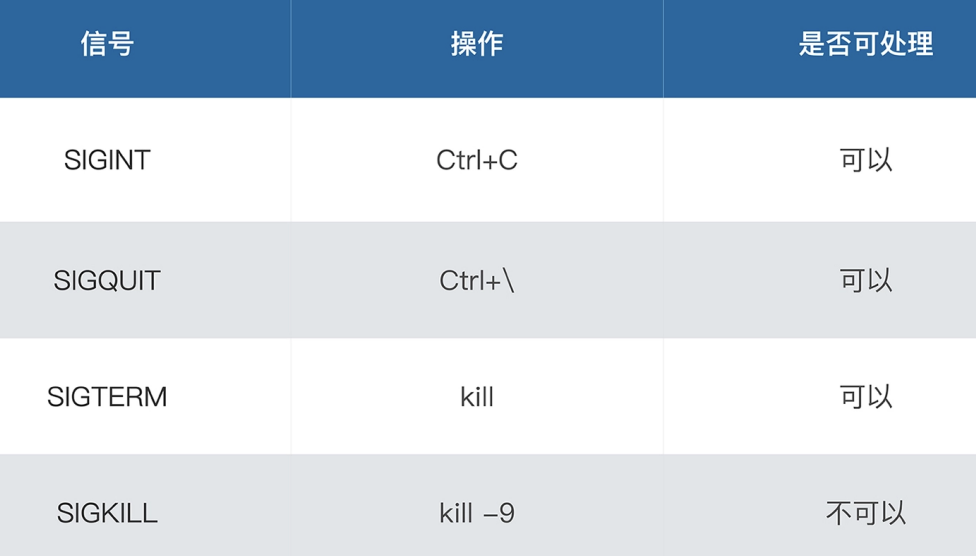 信号 操作 是否可处理
SIGINT Ctrl+C 可以
SIGQUIT Ctrl+\ 可以
SIGTERM kill 可以
SIGKILL kill -9 不可以